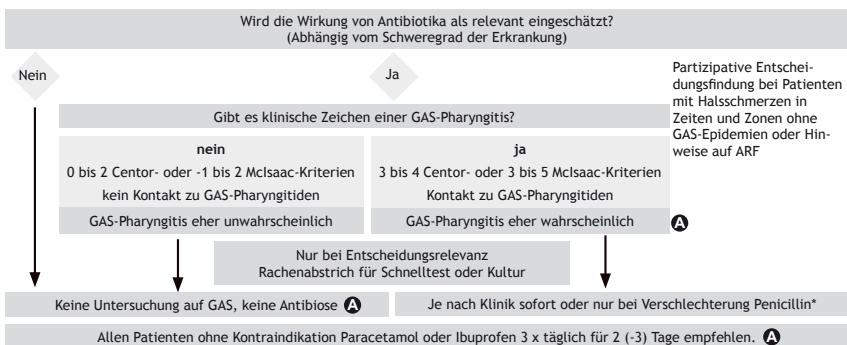 Wird die Wirkung von Antibiotika als relevant eingeschätzt?
(Abhängig vom Schweregrad der Erkrankung)
Nein
Ja
Partizipative Entschei-
dungsfindung bei Patienten
mit Halsschmerzen in
Zeiten und Zonen ohne
GAS-Epidemien oder Hin-
weise auf ARF
Gibt es klinische Zeichen einer GAS-Pharyngitis?
nein
0 bis 2 Centor- oder -1 bis 2 McIsaac-Kriterien
kein Kontakt zu GAS-Pharyngitiden
GAS-Pharyngitis eher unwahrscheinlich
ja
3 bis 4 Centor- oder 3 bis 5 McIsaac-Kriterien
Kontakt zu GAS-Pharyngitiden
GAS-Pharyngitis eher wahrscheinlich
A
Nur bei Entscheidungsrelevanz
Rachenabstrich für Schnelltest oder Kultur
Keine Untersuchung auf GAS, keine Antibiose A
Je nach Klinik sofort oder nur bei Verschlechterung Penicillin*
Allen Patienten ohne Kontraindikation Paracetamol oder Ibuprofen 3 x täglich für 2 (-3) Tage empfehlen. A